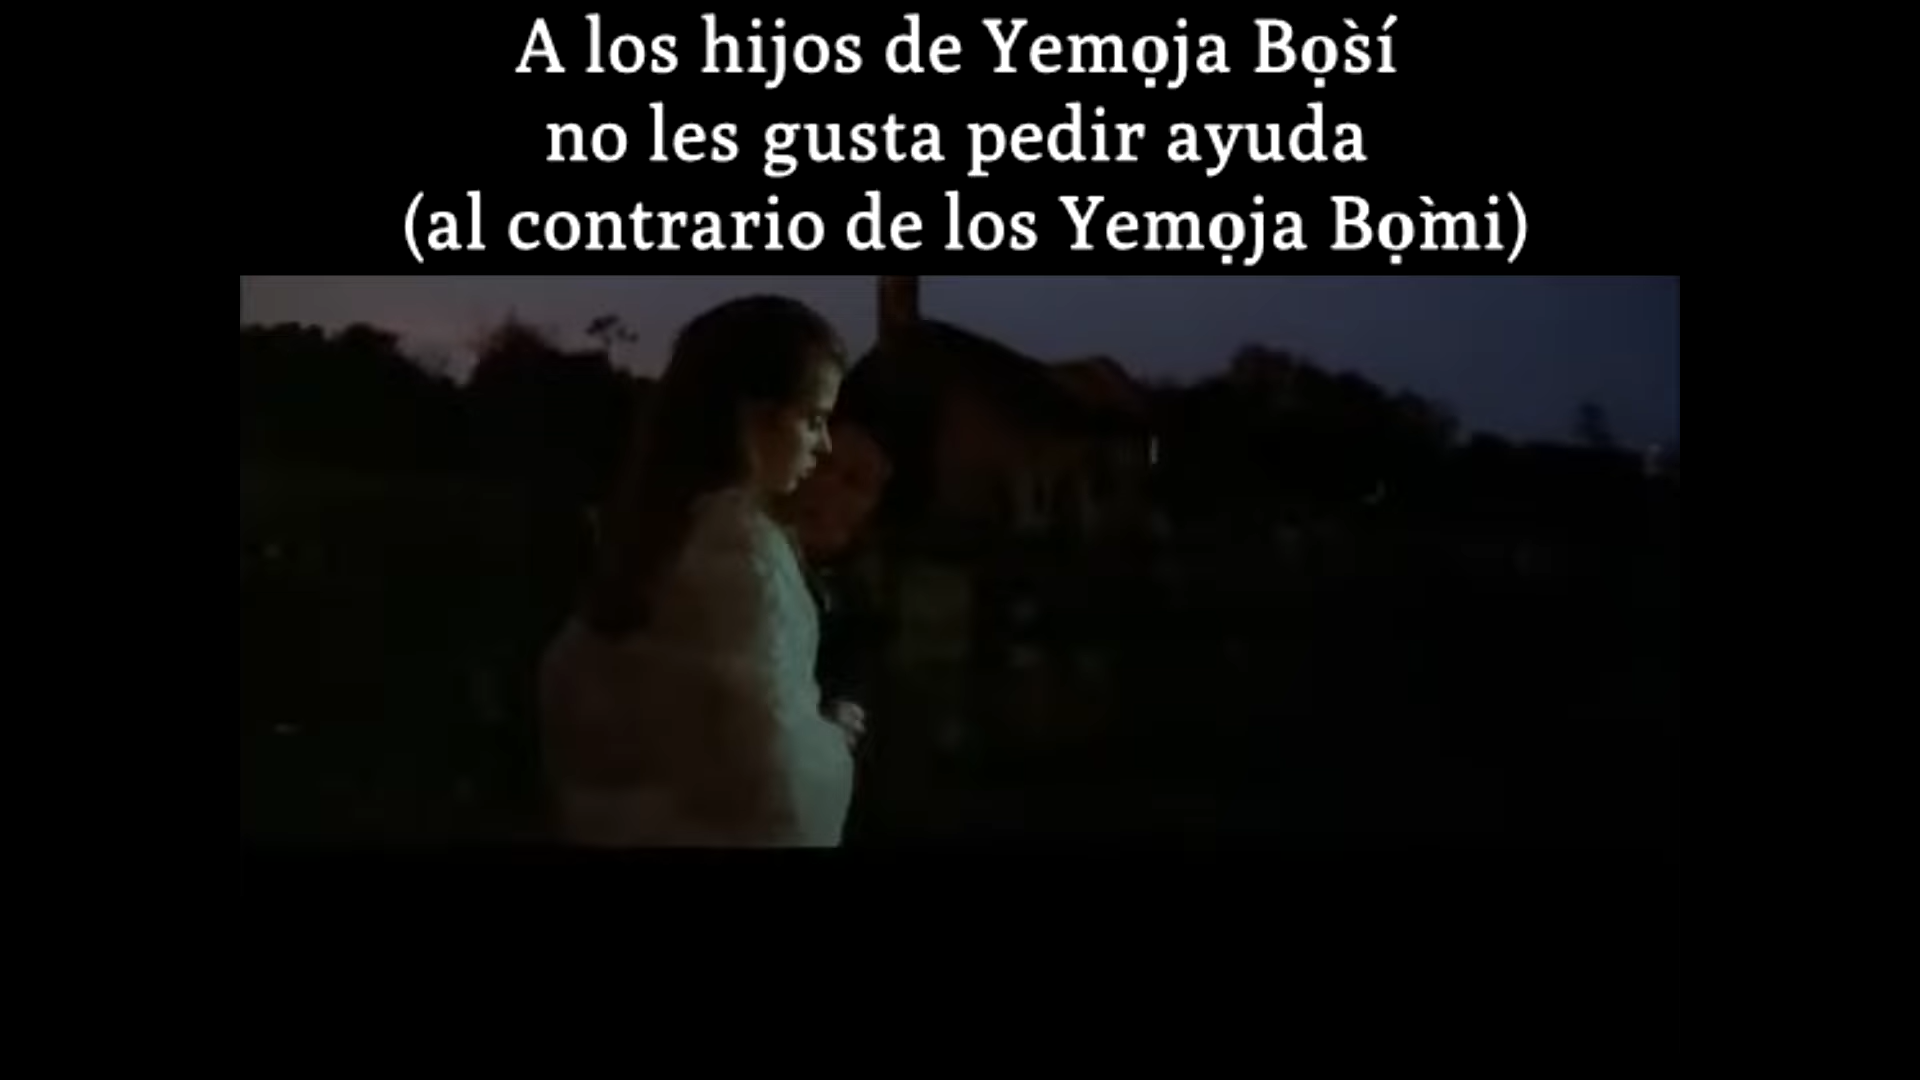 A los hijos de Yemọja Bọ̀sí
no les gusta pedir ayuda
(al contrario de los Yemọja Bọ̀mi)